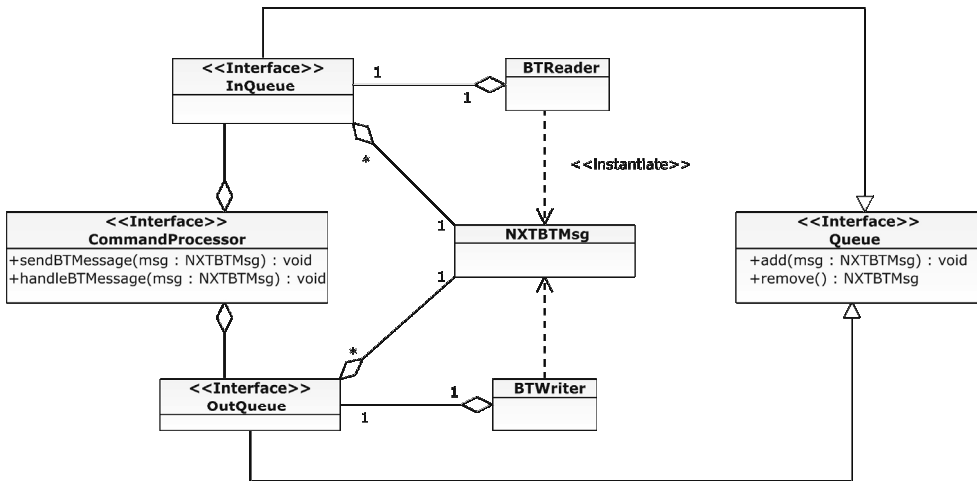 <<Interface>>
InQueue
1
1
BTReader
*
<<Instantiate>>
1
<<Interface>>
CommandProcessor
+sendBTMessage(msg : NXTBTMsg) : void
+handleBTMessage(msg : NXTBTMsg) : void
NXTBTMsg
<<Interface>>
Queue
+add(msg : NXTBTMsg) : void
+remove() : NXTBTMsg
1
*
<<Interface>>
OutQueue
1
1
BTWriter